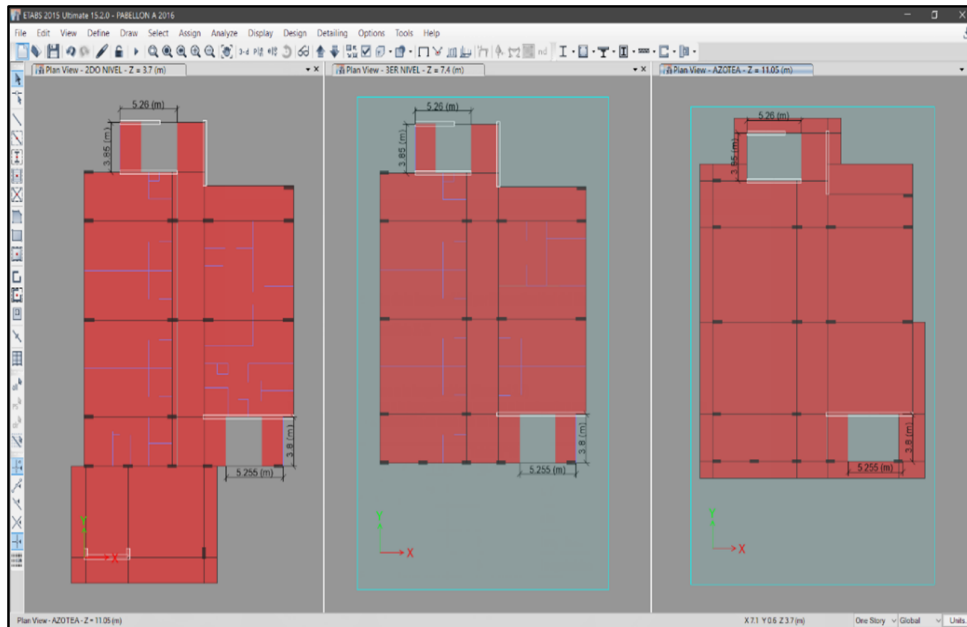 ETABS 2015 Ultimate 15.2.0 - PABELLON A 2016
File Edit View Define Draw Select Assign Analyze Display Design Detailing Options Tools Help
3-d
nd
Plan View - 2DO NIVEL - Z = 3.7 (m)
Plan View - 3ER NIVEL - Z = 7.4 (m)
Plan View - AZOTEA - Z = 11.05 (m)
5.26 (m)
3.85 (m)
3.8 (m)
5.255 (m)
Y
X
5.26 (m)
3.85 (m)
3.8 (m)
5.255 (m)
X
5.26 (m)
3.85 (m)
3.8 (m)
5.255 (m)
X
Plan View - AZOTEA - Z = 11.05 (m)
X 7.1 Y 0.6 Z 3.7 (m)
One Story
Global
Units...